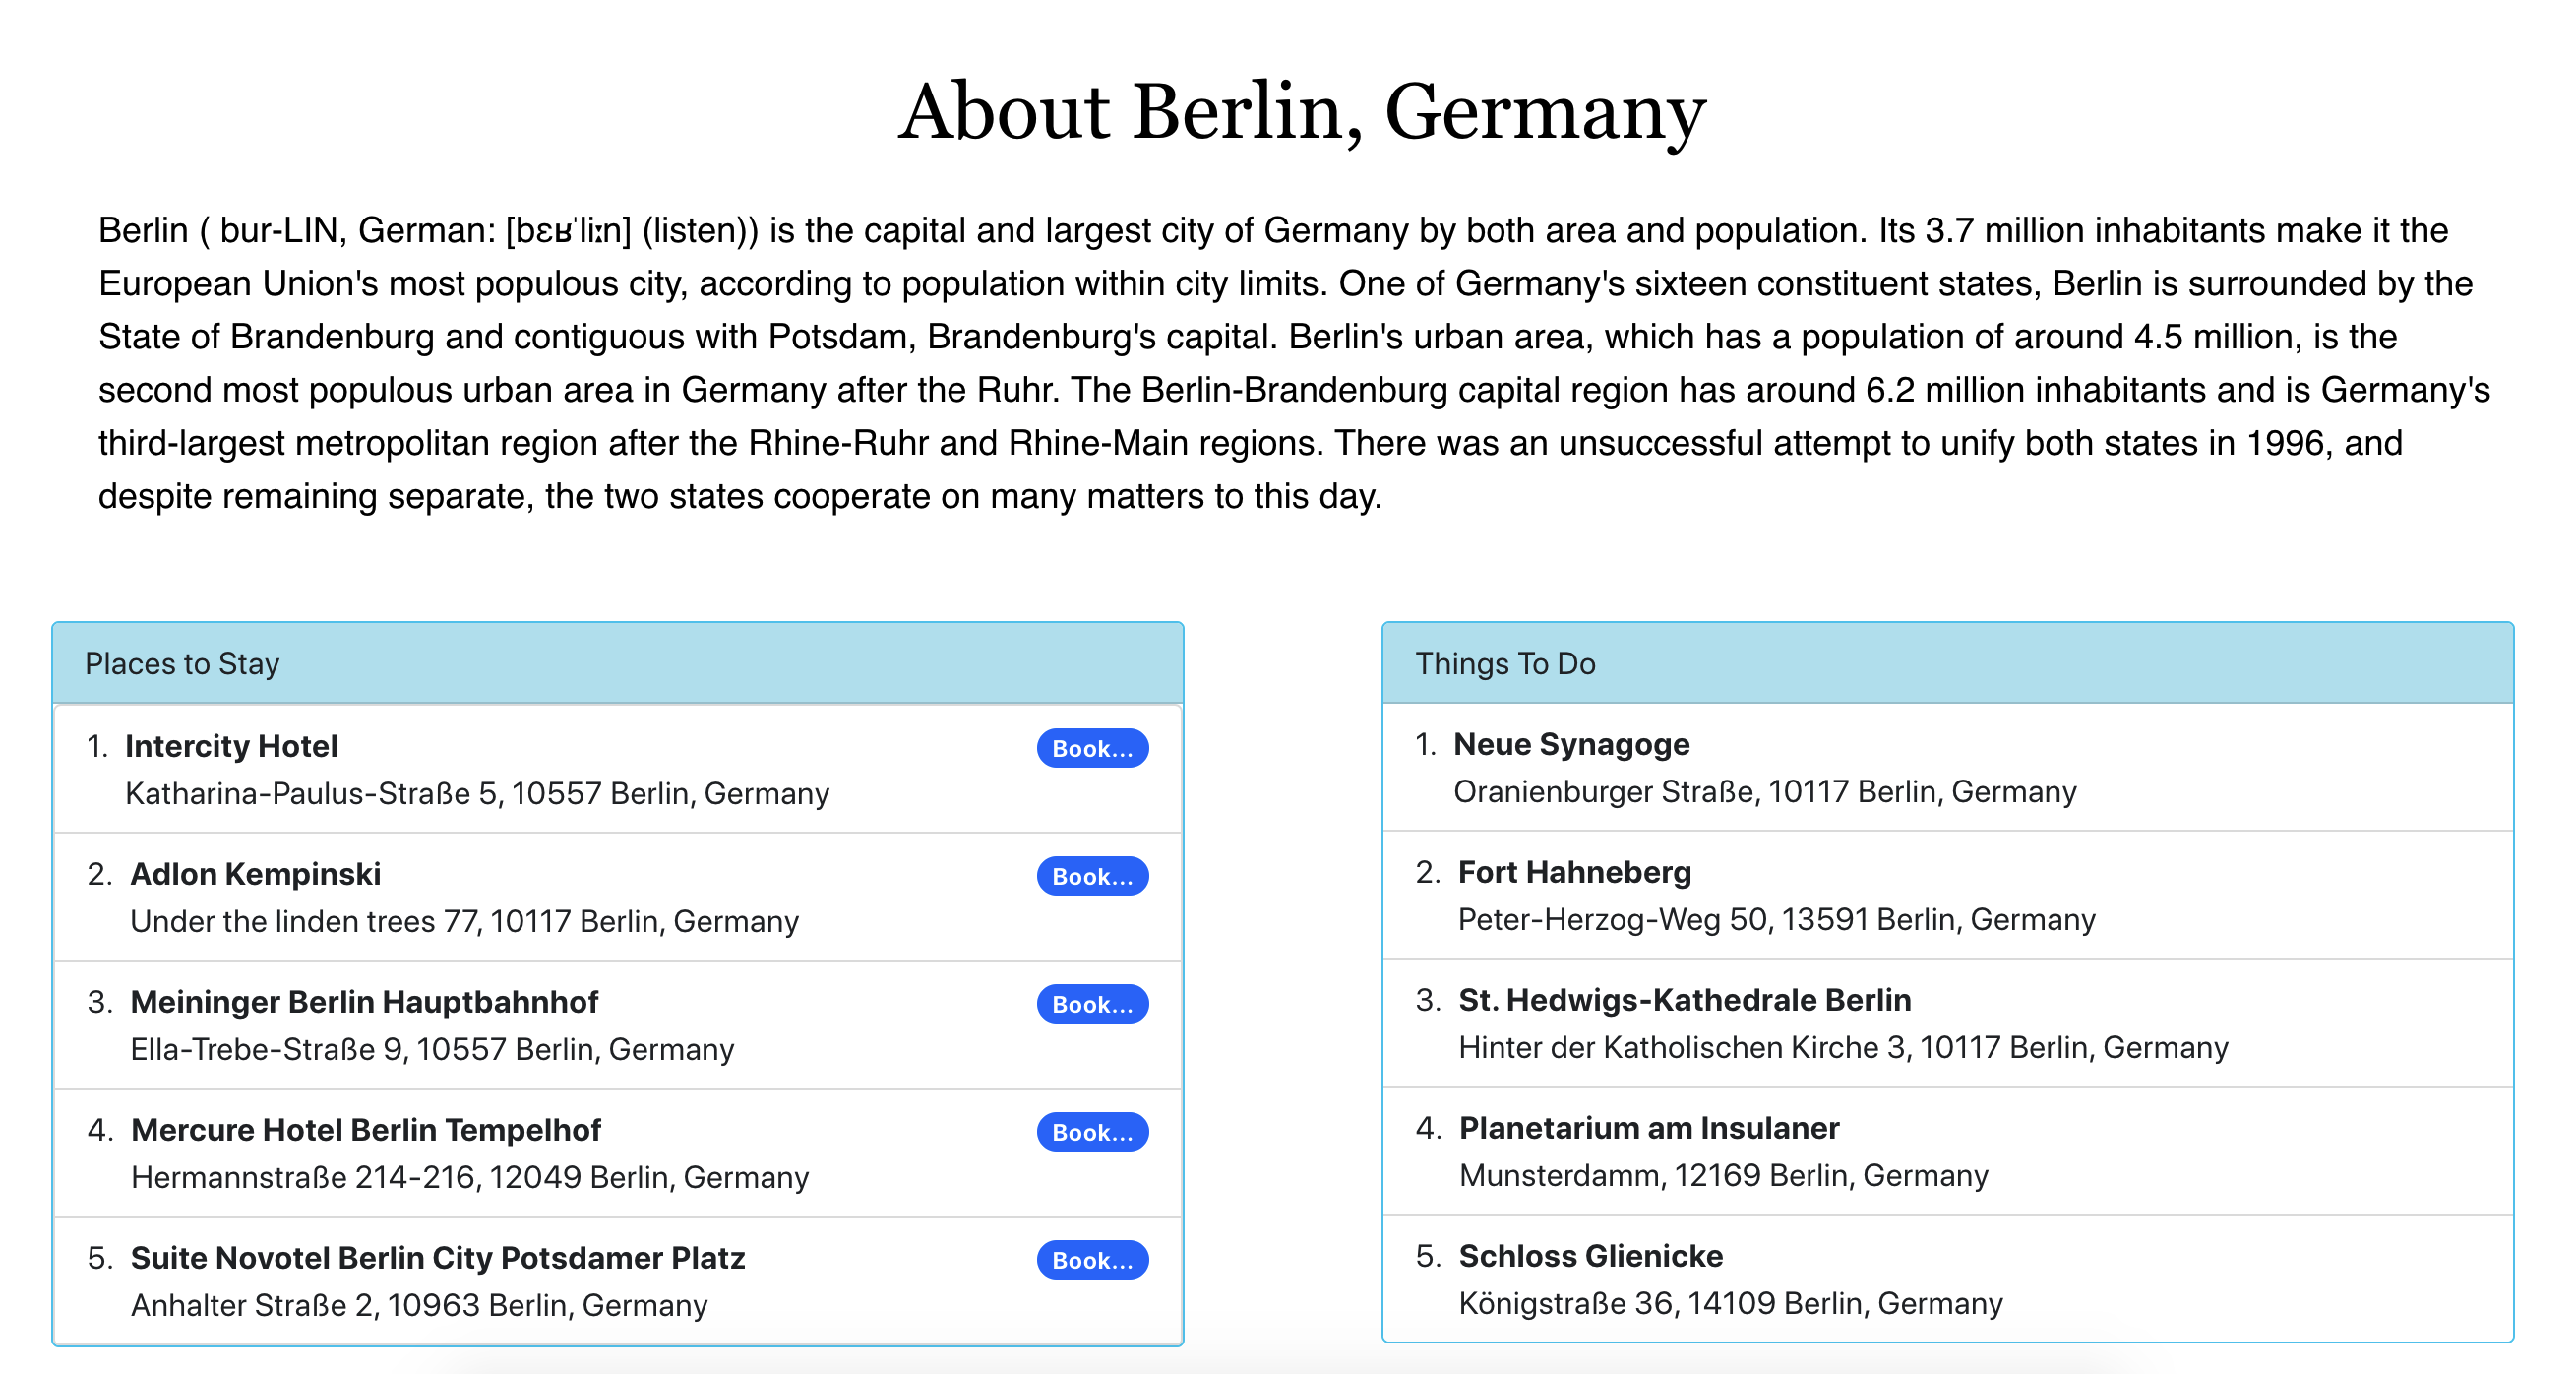 About Berlin, Germany
Berlin ( bur-LIN, German: [bɛʁˈliːn] (listen)) is the capital and largest city of Germany by both area and population. Its 3.7 million inhabitants make it the
European Union's most populous city, according to population within city limits. One of Germany's sixteen constituent states, Berlin is surrounded by the
State of Brandenburg and contiguous with Potsdam, Brandenburg's capital. Berlin's urban area, which has a population of around 4.5 million, is the
second most populous urban area in Germany after the Ruhr. The Berlin-Brandenburg capital region has around 6.2 million inhabitants and is Germany's
third-largest metropolitan region after the Rhine-Ruhr and Rhine-Main regions. There was an unsuccessful attempt to unify both states in 1996, and
despite remaining separate, the two states cooperate on many matters to this day.
Places to Stay
1. Intercity Hotel
Book...
Katharina-Paulus-Straße 5, 10557 Berlin, Germany
2. Adlon Kempinski
Book...
Under the linden trees 77, 10117 Berlin, Germany
3. Meininger Berlin Hauptbahnhof
Book...
Ella-Trebe-Straße 9, 10557 Berlin, Germany
4. Mercure Hotel Berlin Tempelhof
Book...
Hermannstraße 214-216, 12049 Berlin, Germany
5. Suite Novotel Berlin City Potsdamer Platz
Book...
Anhalter Straße 2, 10963 Berlin, Germany
Things To Do
1. Neue Synagoge
Oranienburger Straße, 10117 Berlin, Germany
2. Fort Hahneberg
Peter-Herzog-Weg 50, 13591 Berlin, Germany
3. St. Hedwigs-Kathedrale Berlin
Hinter der Katholischen Kirche 3, 10117 Berlin, Germany
4. Planetarium am Insulaner
Munsterdamm, 12169 Berlin, Germany
5. Schloss Glienicke
Königstraße 36, 14109 Berlin, Germany